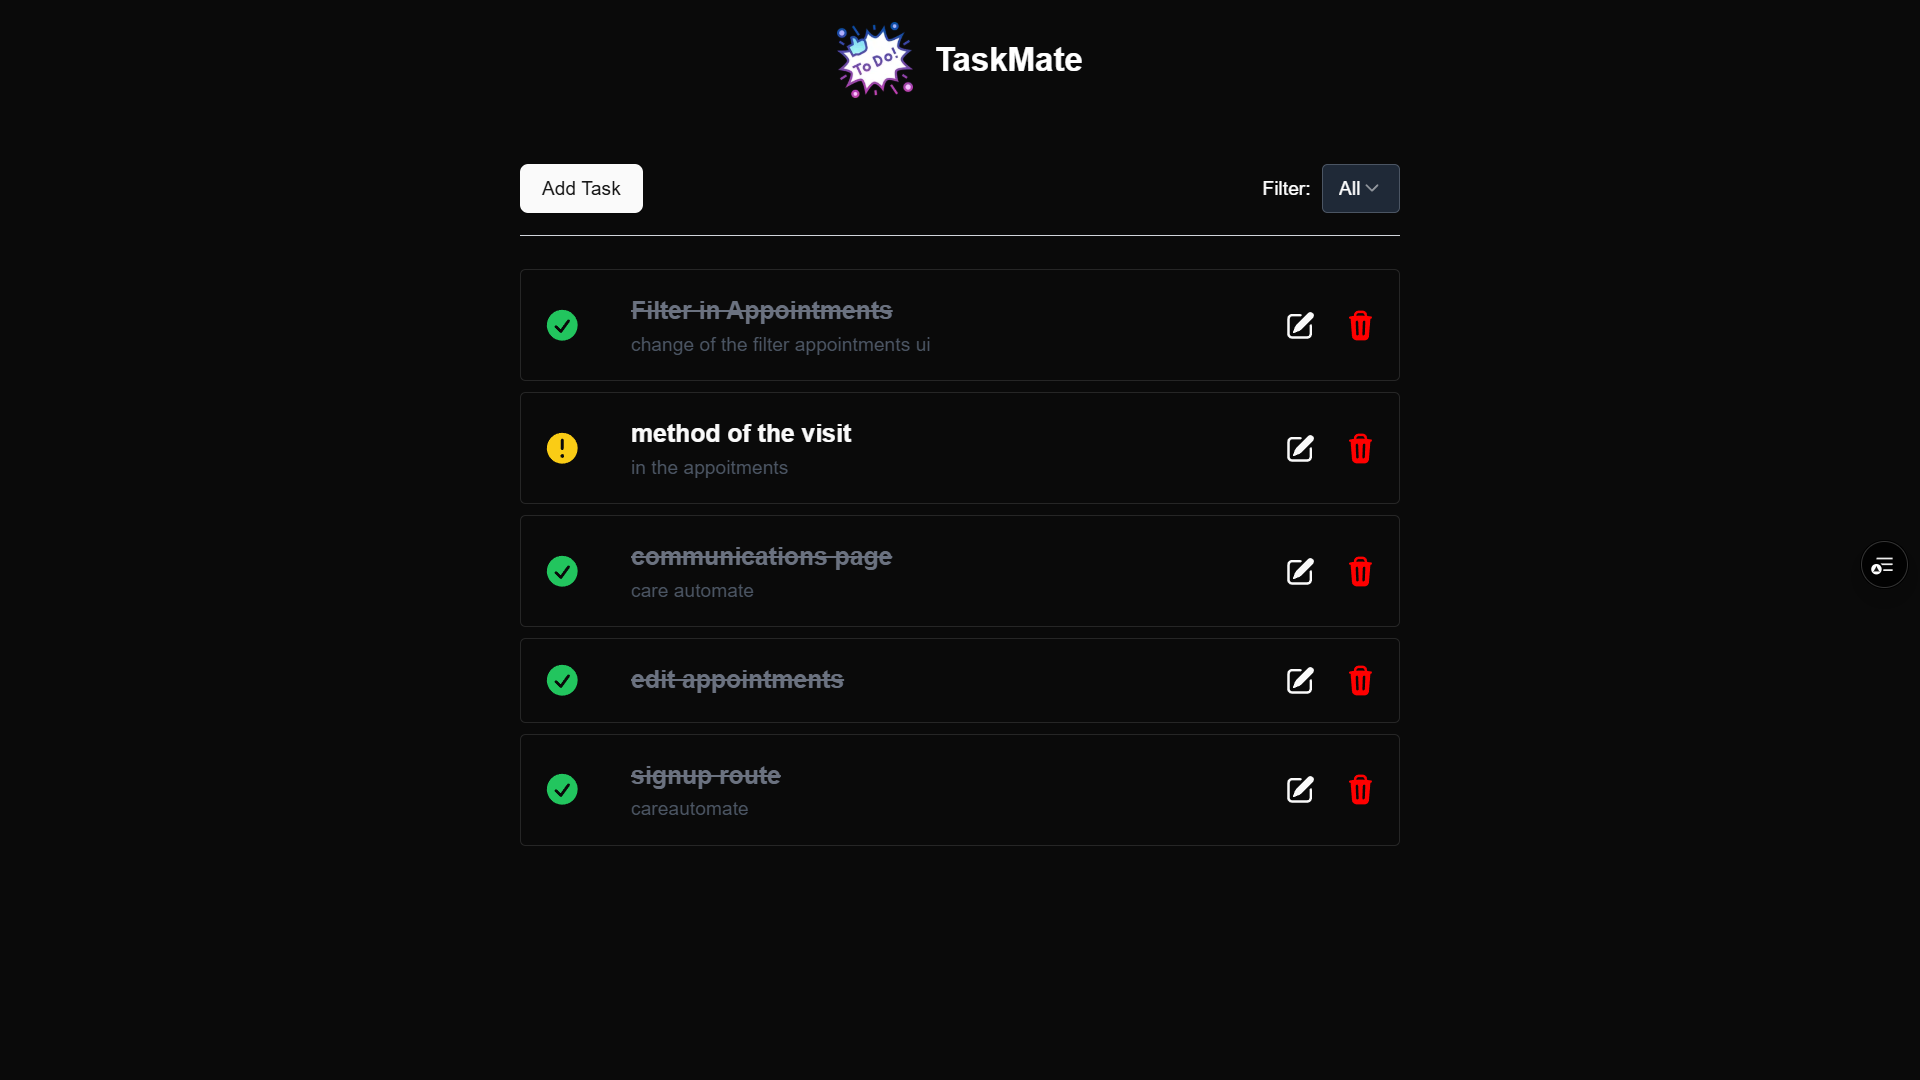 To Do!
TaskMate
Add Task
Filter:
All
Filter in Appointments
change of the filter appointments ui
method of the visit
in the appoitments
communications page
care automate
edit appointments
signup route
careautomate